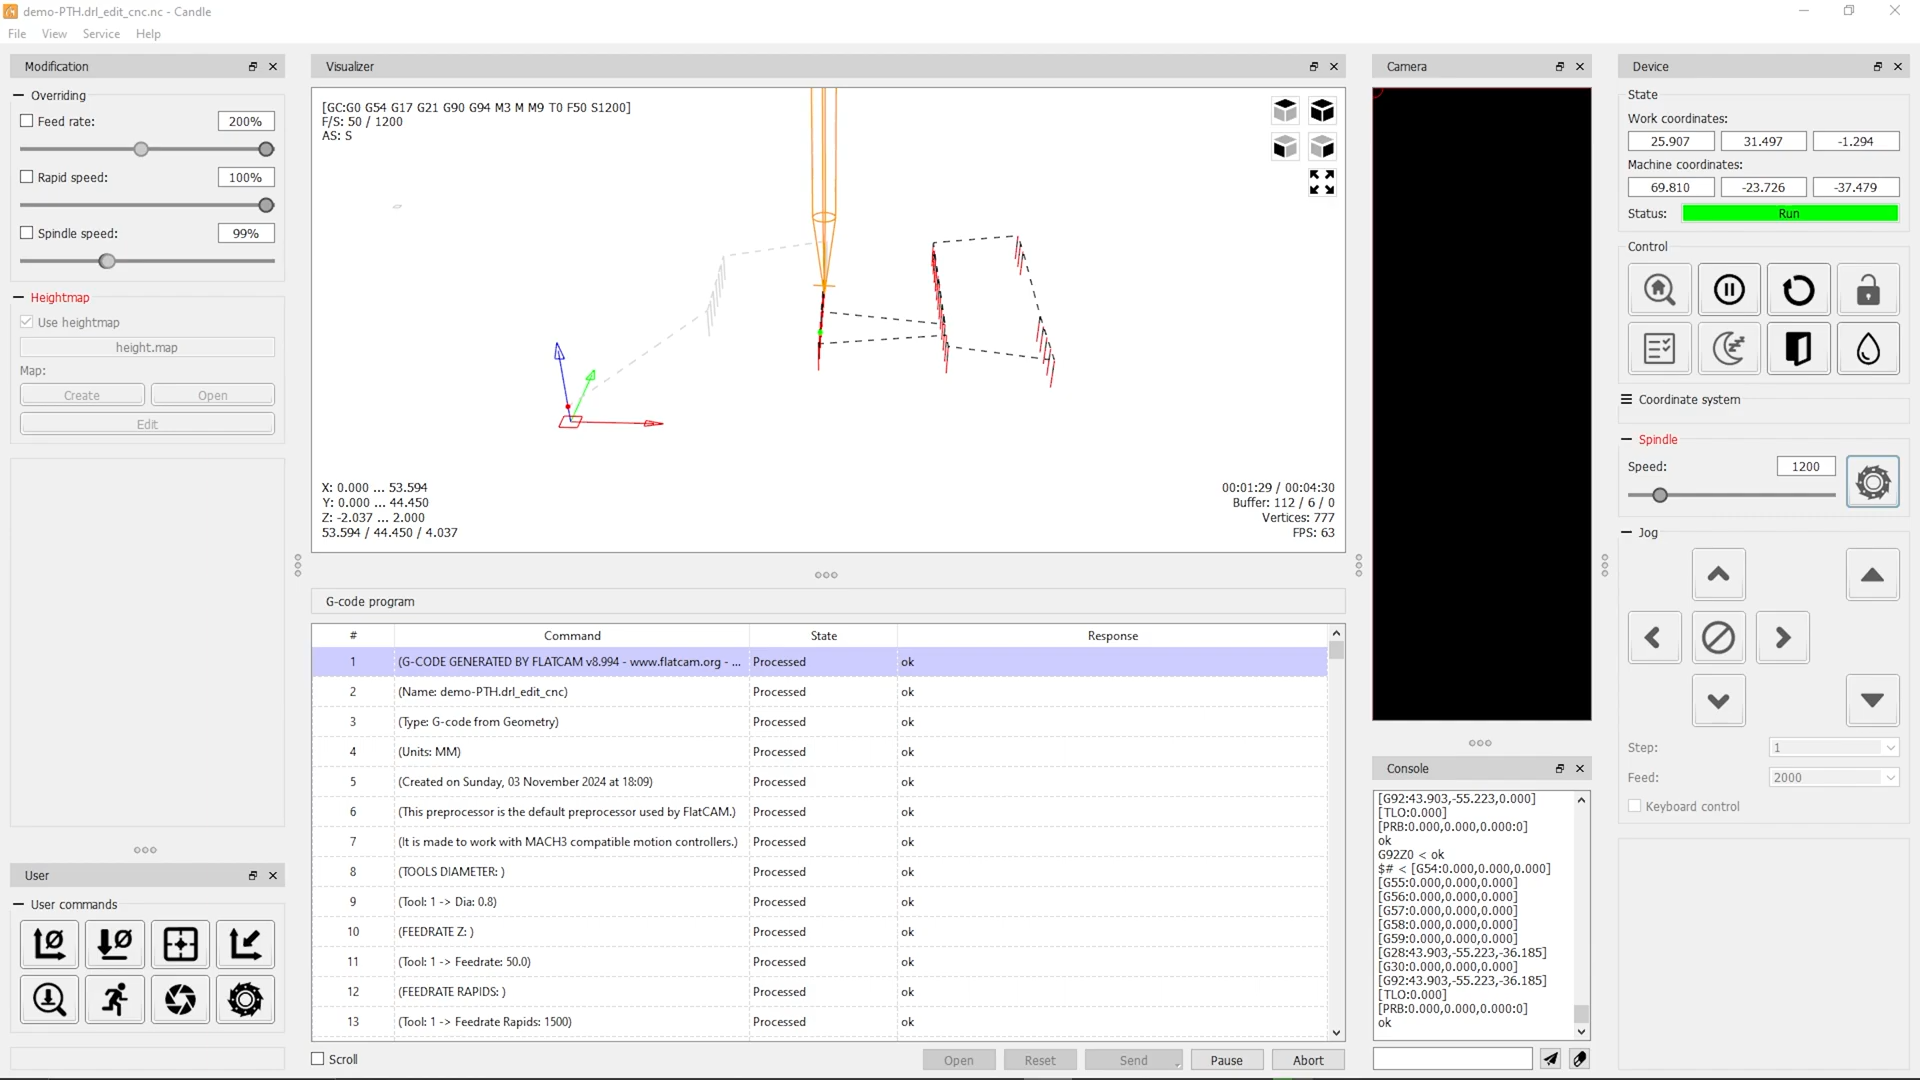 demo-PTH.drl_edit_cnc.nc - Candle
File View Service Help
Modification
Overriding
Feed rate: 200%
Rapid speed: 100%
Spindle speed: 99%
Heightmap
Use heightmap
height.map
Map:
Create Open
Edit
User
User commands
Visualizer
[GC:G0 G54 G17 G21 G90 G94 M3 M M9 T0 F50 S1200]
F/S: 50 / 1200
AS: S
X: 0.000 ... 53.594
Y: 0.000 ... 44.450
Z: -2.037 ... 2.000
53.594 / 44.450 / 4.037
00:01:29 / 00:04:30
Buffer: 112 / 6 / 0
Vertices: 777
FPS: 63
G-code program
# Command State Response
1 (G-CODE GENERATED BY FLATCAM v8.994 - www.flatcam.org - ... Processed ok
2 (Name: demo-PTH.drl_edit_cnc) Processed ok
3 (Type: G-code from Geometry) Processed ok
4 (Units: MM) Processed ok
5 (Created on Sunday, 03 November 2024 at 18:09) Processed ok
6 (This preprocessor is the default preprocessor used by FlatCAM.) Processed ok
7 (It is made to work with MACH3 compatible motion controllers.) Processed ok
8 (TOOLS DIAMETER: ) Processed ok
9 (Tool: 1 -> Dia: 0.8) Processed ok
10 (FEEDRATE Z: ) Processed ok
11 (Tool: 1 -> Feedrate: 50.0) Processed ok
12 (FEEDRATE RAPIDS: ) Processed ok
13 (Tool: 1 -> Feedrate Rapids: 1500) Processed ok
Scroll Open Reset Send Pause Abort
Camera
Console
[G92:43.903,-55.223,0.000]
[TLO:0.000]
[PRB:0.000,0.000,0.000:0]
ok
G92Z0 < ok
$# < [G54:0.000,0.000,0.000]
[G55:0.000,0.000,0.000]
[G56:0.000,0.000,0.000]
[G57:0.000,0.000,0.000]
[G58:0.000,0.000,0.000]
[G59:0.000,0.000,0.000]
[G28:43.903,-55.223,-36.185]
[G30:0.000,0.000,0.000]
[G92:43.903,-55.223,-36.185]
[TLO:0.000]
[PRB:0.000,0.000,0.000:0]
ok
Device
State
Work coordinates:
25.907 31.497 -1.294
Machine coordinates:
69.810 -23.726 -37.479
Status: Run
Control
Coordinate system
Spindle
Speed: 1200
Jog
Step: 1
Feed: 2000
Keyboard control